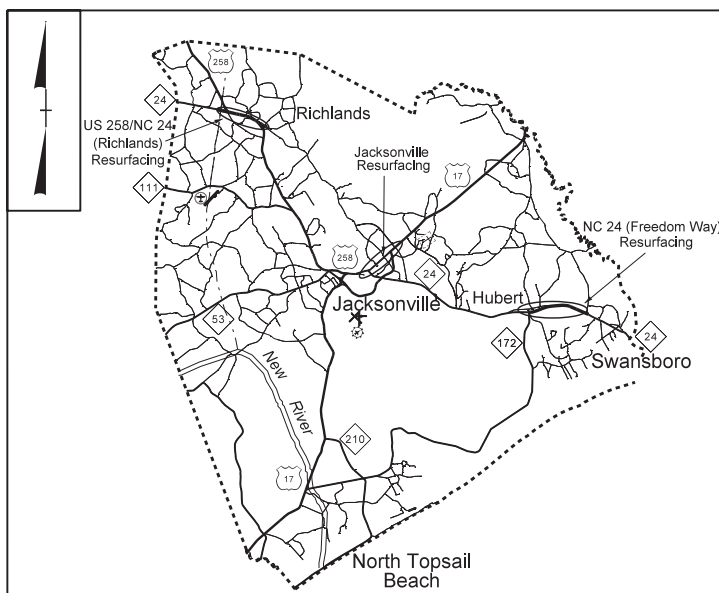 258
24
Richlands
US 258/NC 24
(Richlands)
Resurfacing
Jacksonville
Resurfacing
17
111
NC 24 (Freedom Way)
Resurfacing
258
24
Hubert
Jacksonville
53
172
24
Swansboro
New
River
210
17
North Topsail
Beach